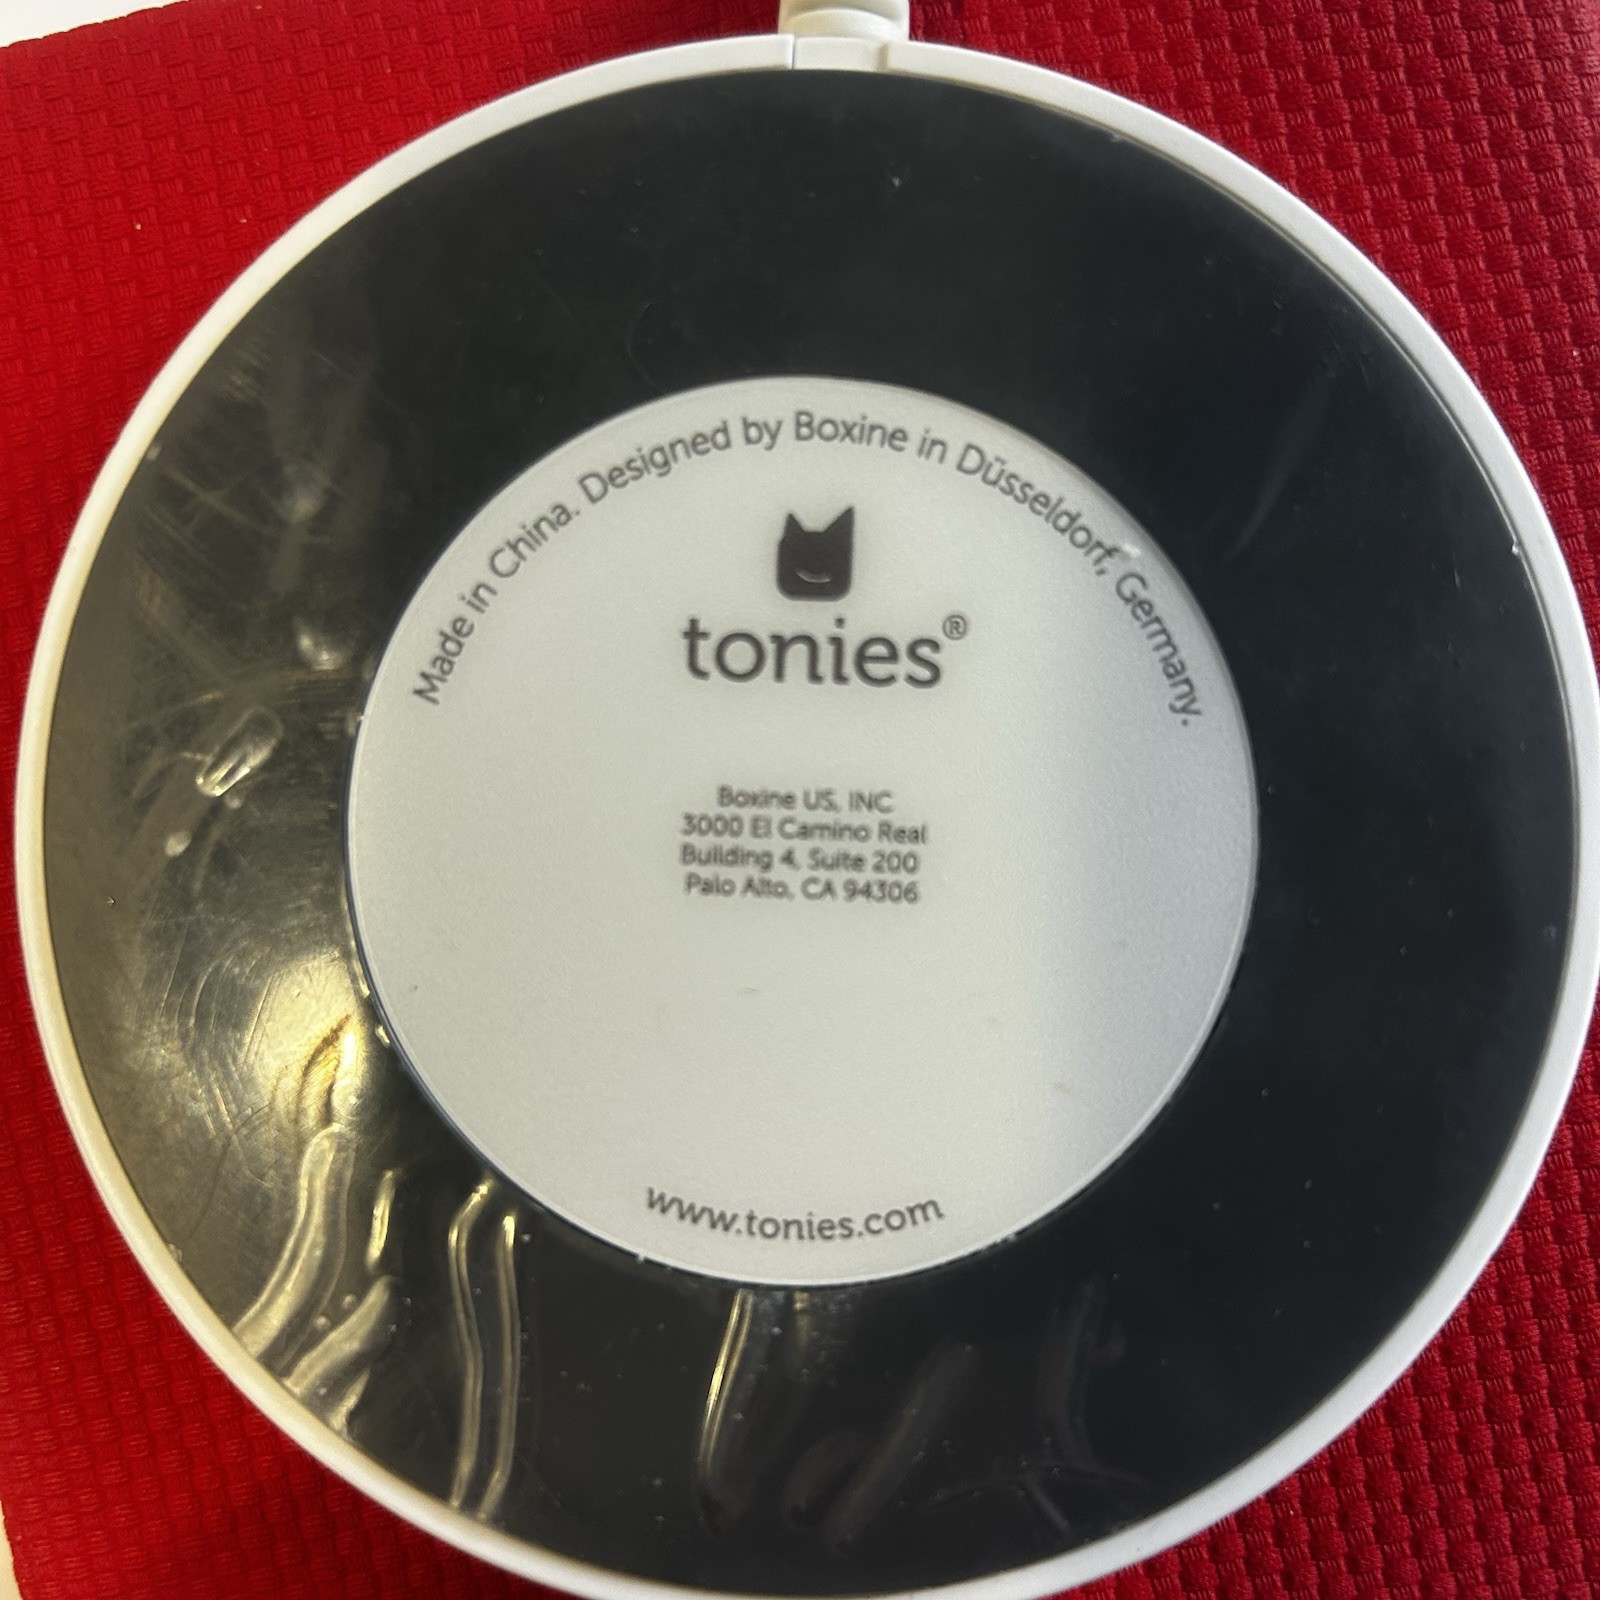 Made in China. Designed by Boxine in Düsseldorf, Germany.
tonies®
Boxine US, INC
3000 El Camino Real
Building 4, Suite 200
Palo Alto, CA 94306
www.tonies.com